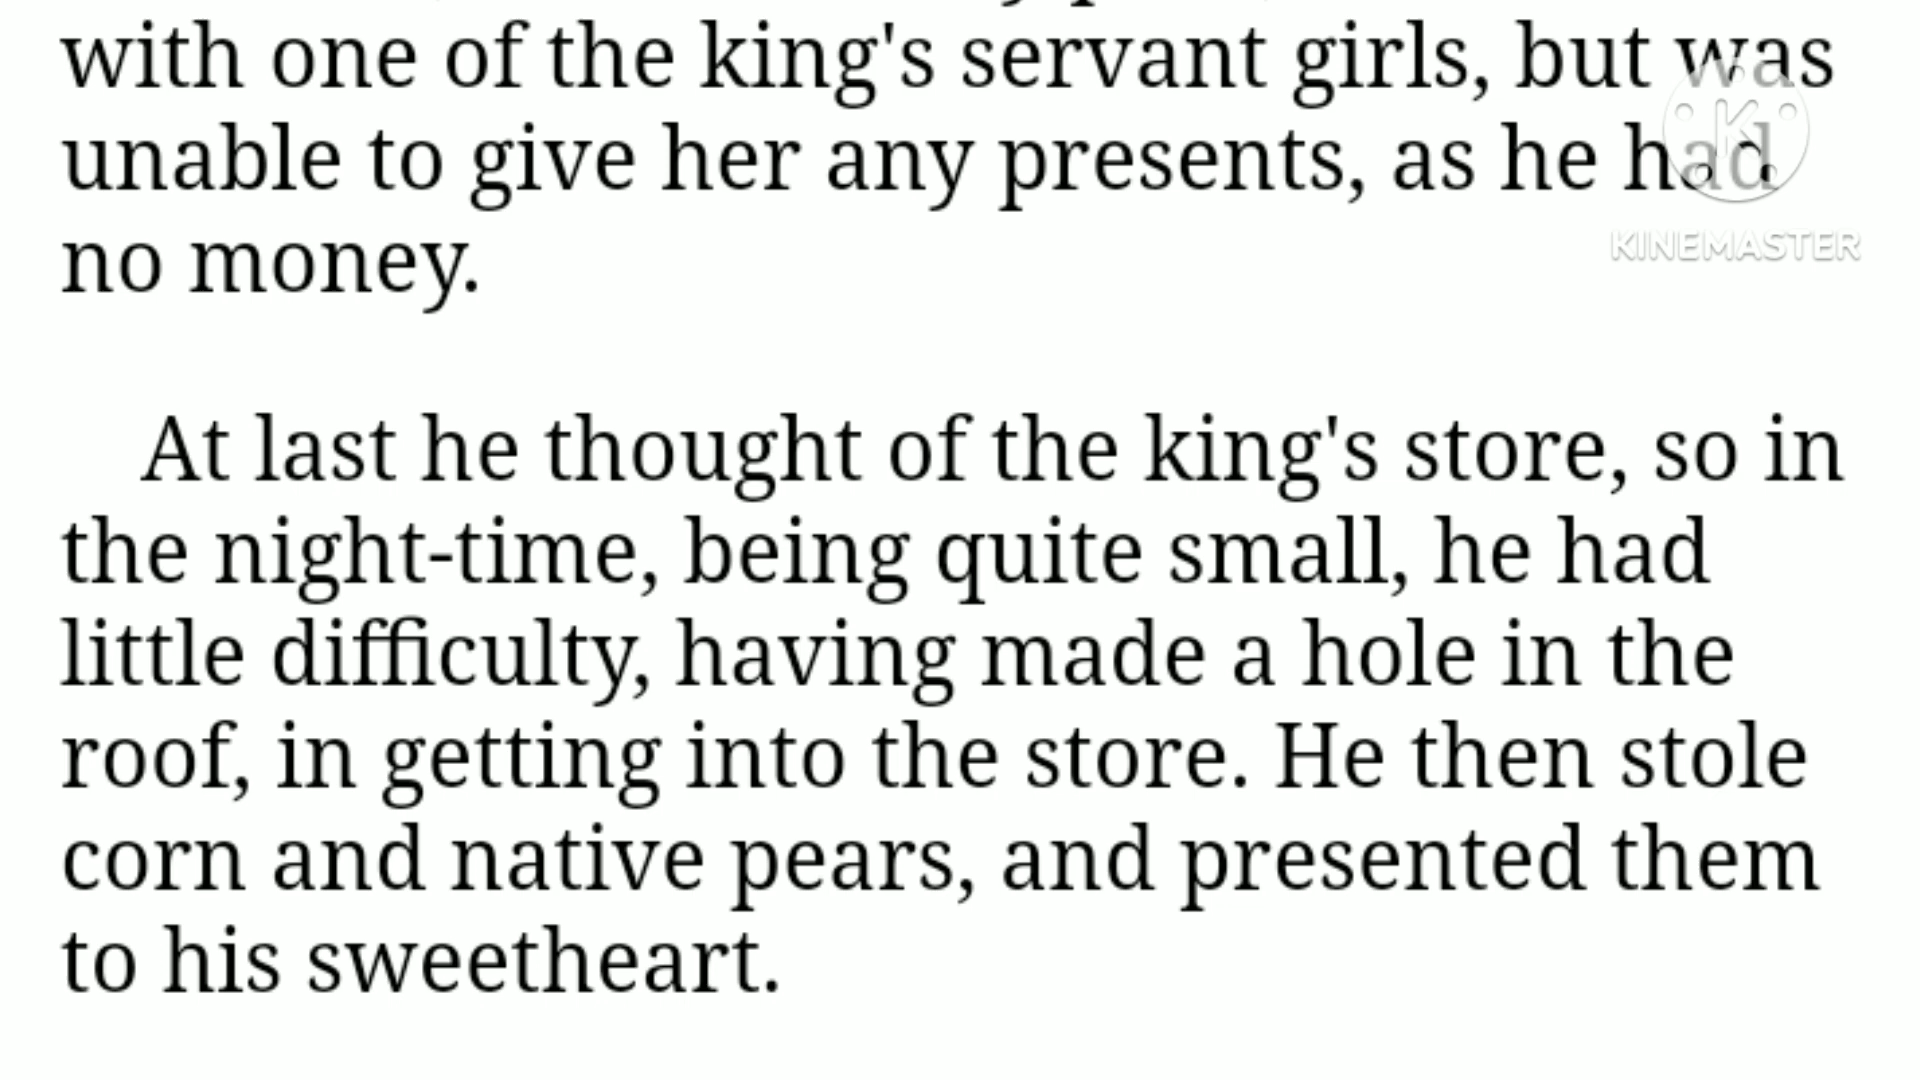 with one of the king's servant girls, but was
unable to give her any presents, as he had
no money.
At last he thought of the king's store, so in
the night-time, being quite small, he had
little difficulty, having made a hole in the
roof, in getting into the store. He then stole
corn and native pears, and presented them
to his sweetheart.
K
KINEMASTER